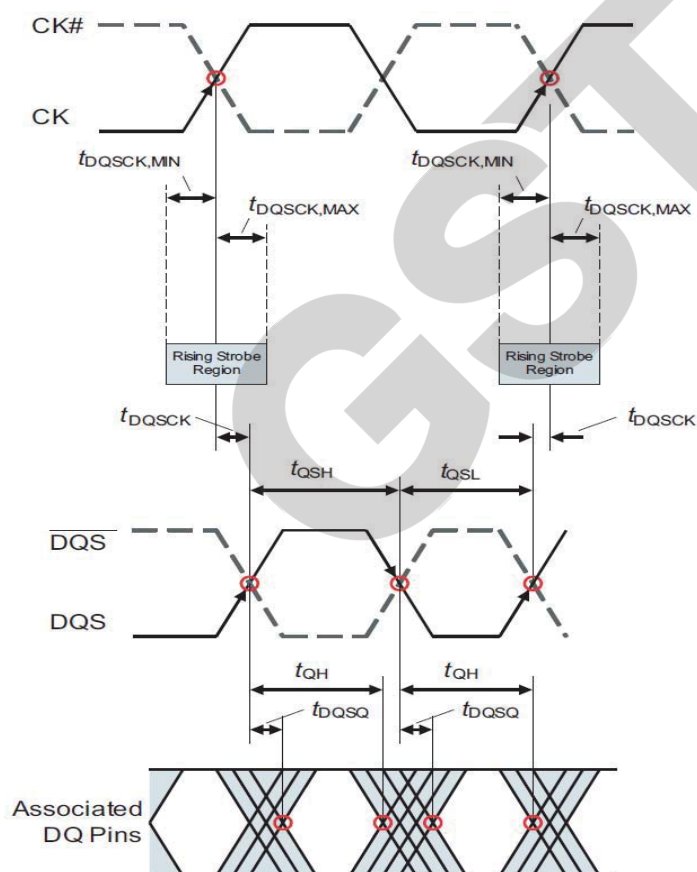 CK#
CK
tDQSCK,MIN
tDQSCK,MIN
tDQSCK,MAX
tDQSCK,MAX
Rising Strobe
Region
Rising Strobe
Region
tDQSCK
tDQSCK
tQSH
tQSL
DQS
DQS
tQH
tQH
tDQSQ
tDQSQ
Associated
DQ Pins
GST